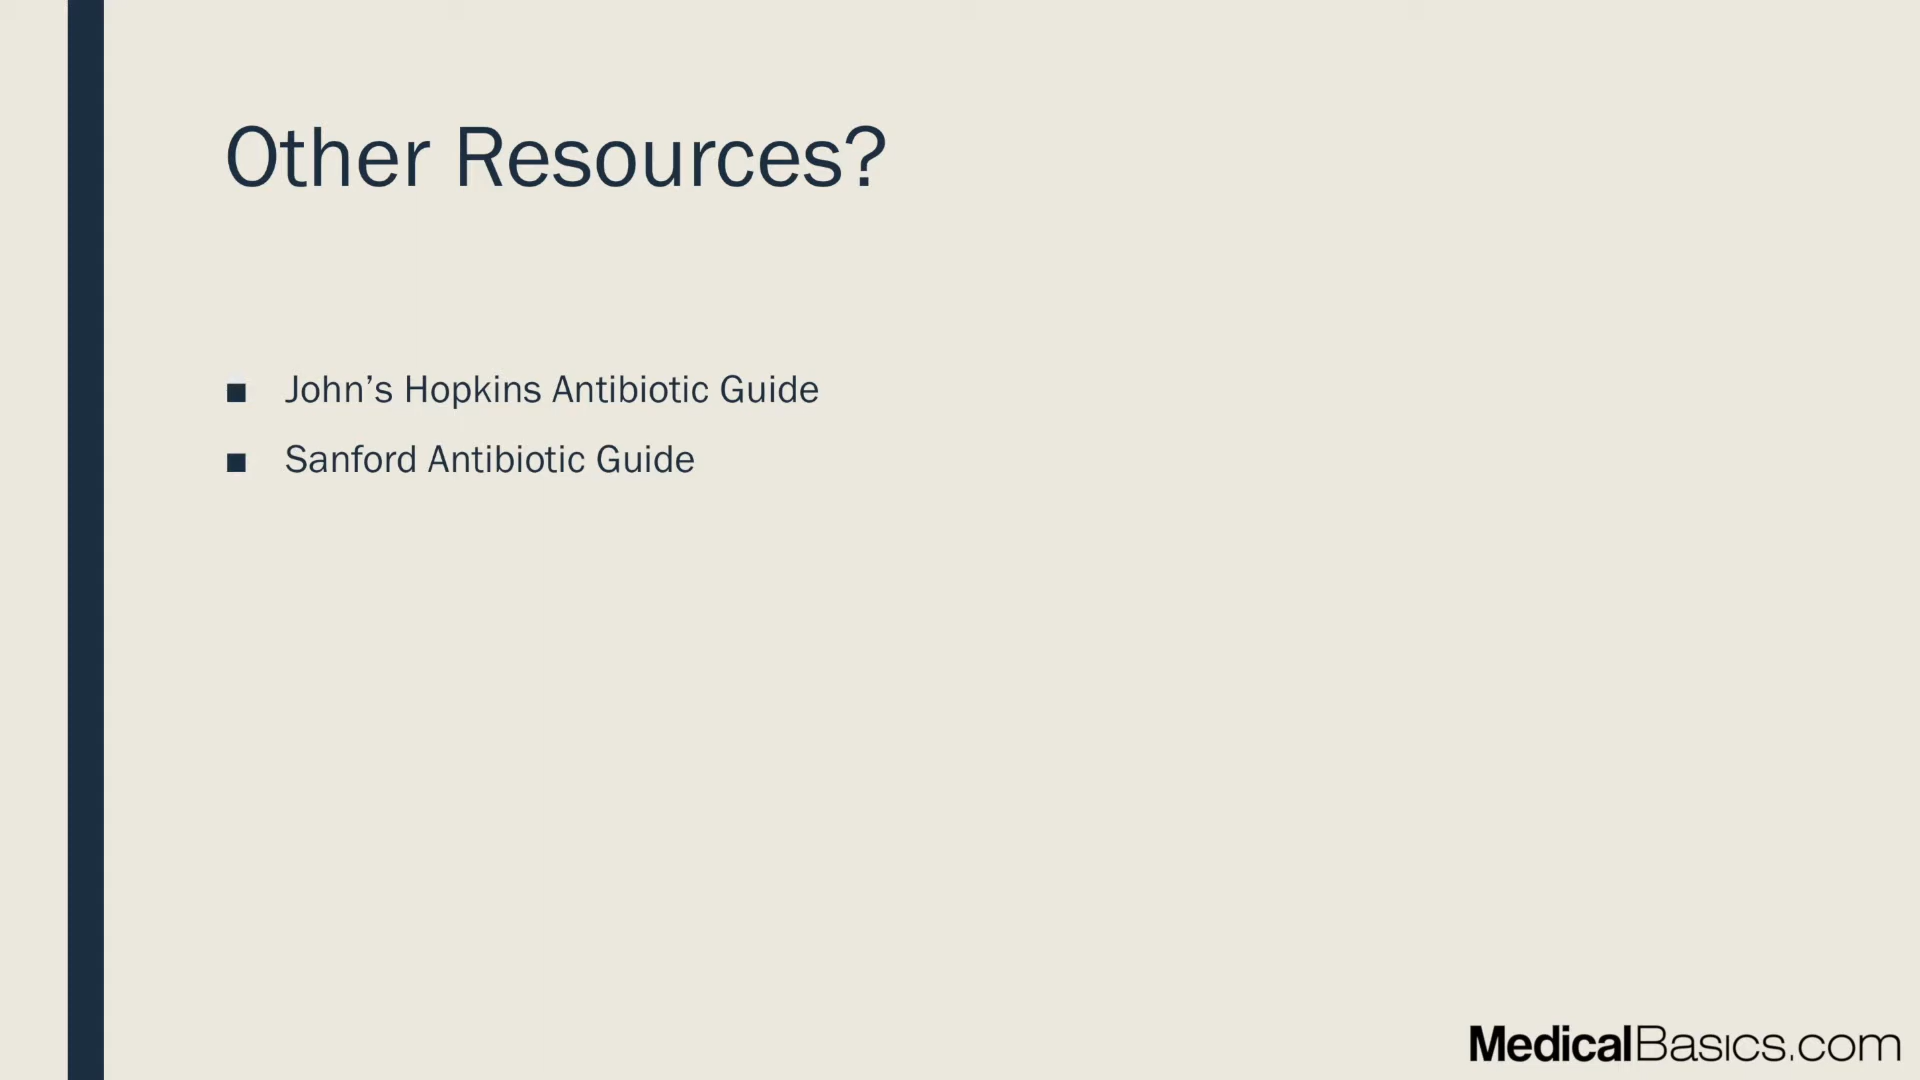 Other Resources?
John’s Hopkins Antibiotic Guide
Sanford Antibiotic Guide
MedicalBasics.com